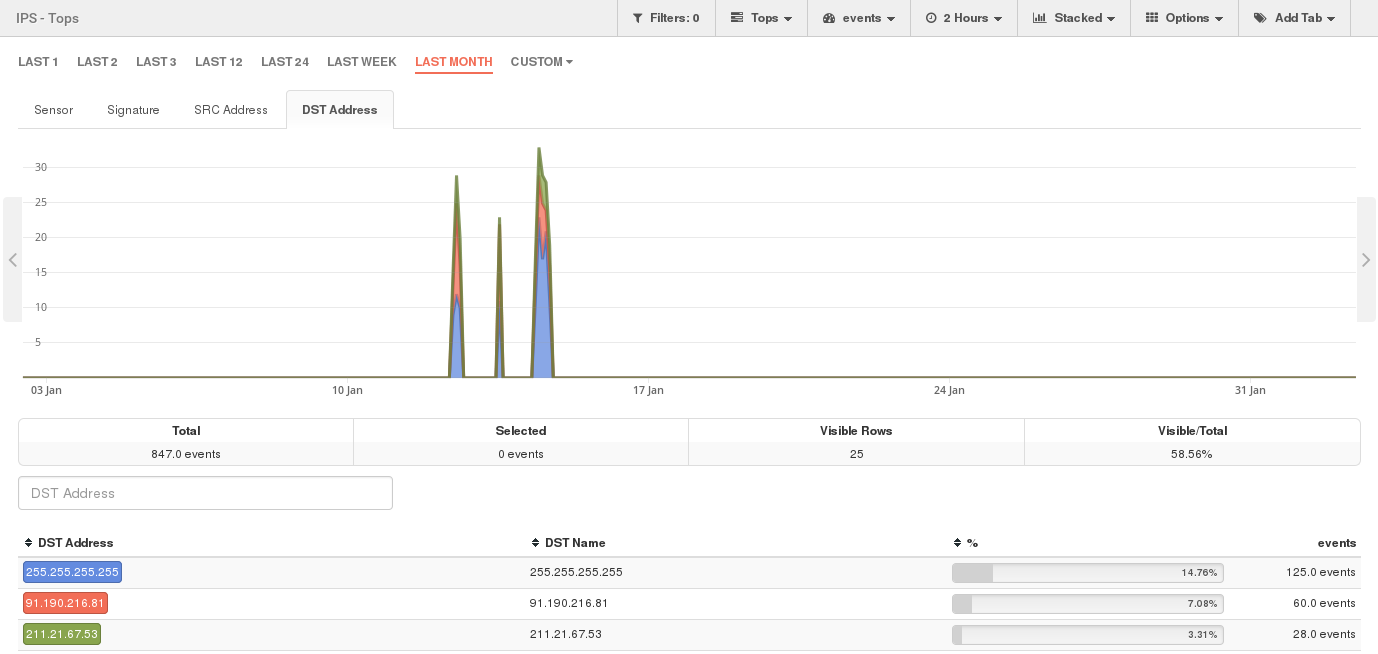 IPS - Tops
Filters: 0
Tops
events
2 Hours
Stacked
Options
Add Tab
LAST 1 LAST 2 LAST 3 LAST 12 LAST 24 LAST WEEK LAST MONTH CUSTOM
Sensor Signature SRC Address DST Address
30
25
20
15
10
5
03 Jan 10 Jan 17 Jan 24 Jan 31 Jan
Total Selected Visible Rows Visible/Total
847.0 events 0 events 25 58.56%
DST Address
DST Address DST Name % events
255.255.255.255 255.255.255.255 14.76% 125.0 events
91.190.216.81 91.190.216.81 7.08% 60.0 events
211.21.67.53 211.21.67.53 3.31% 28.0 events